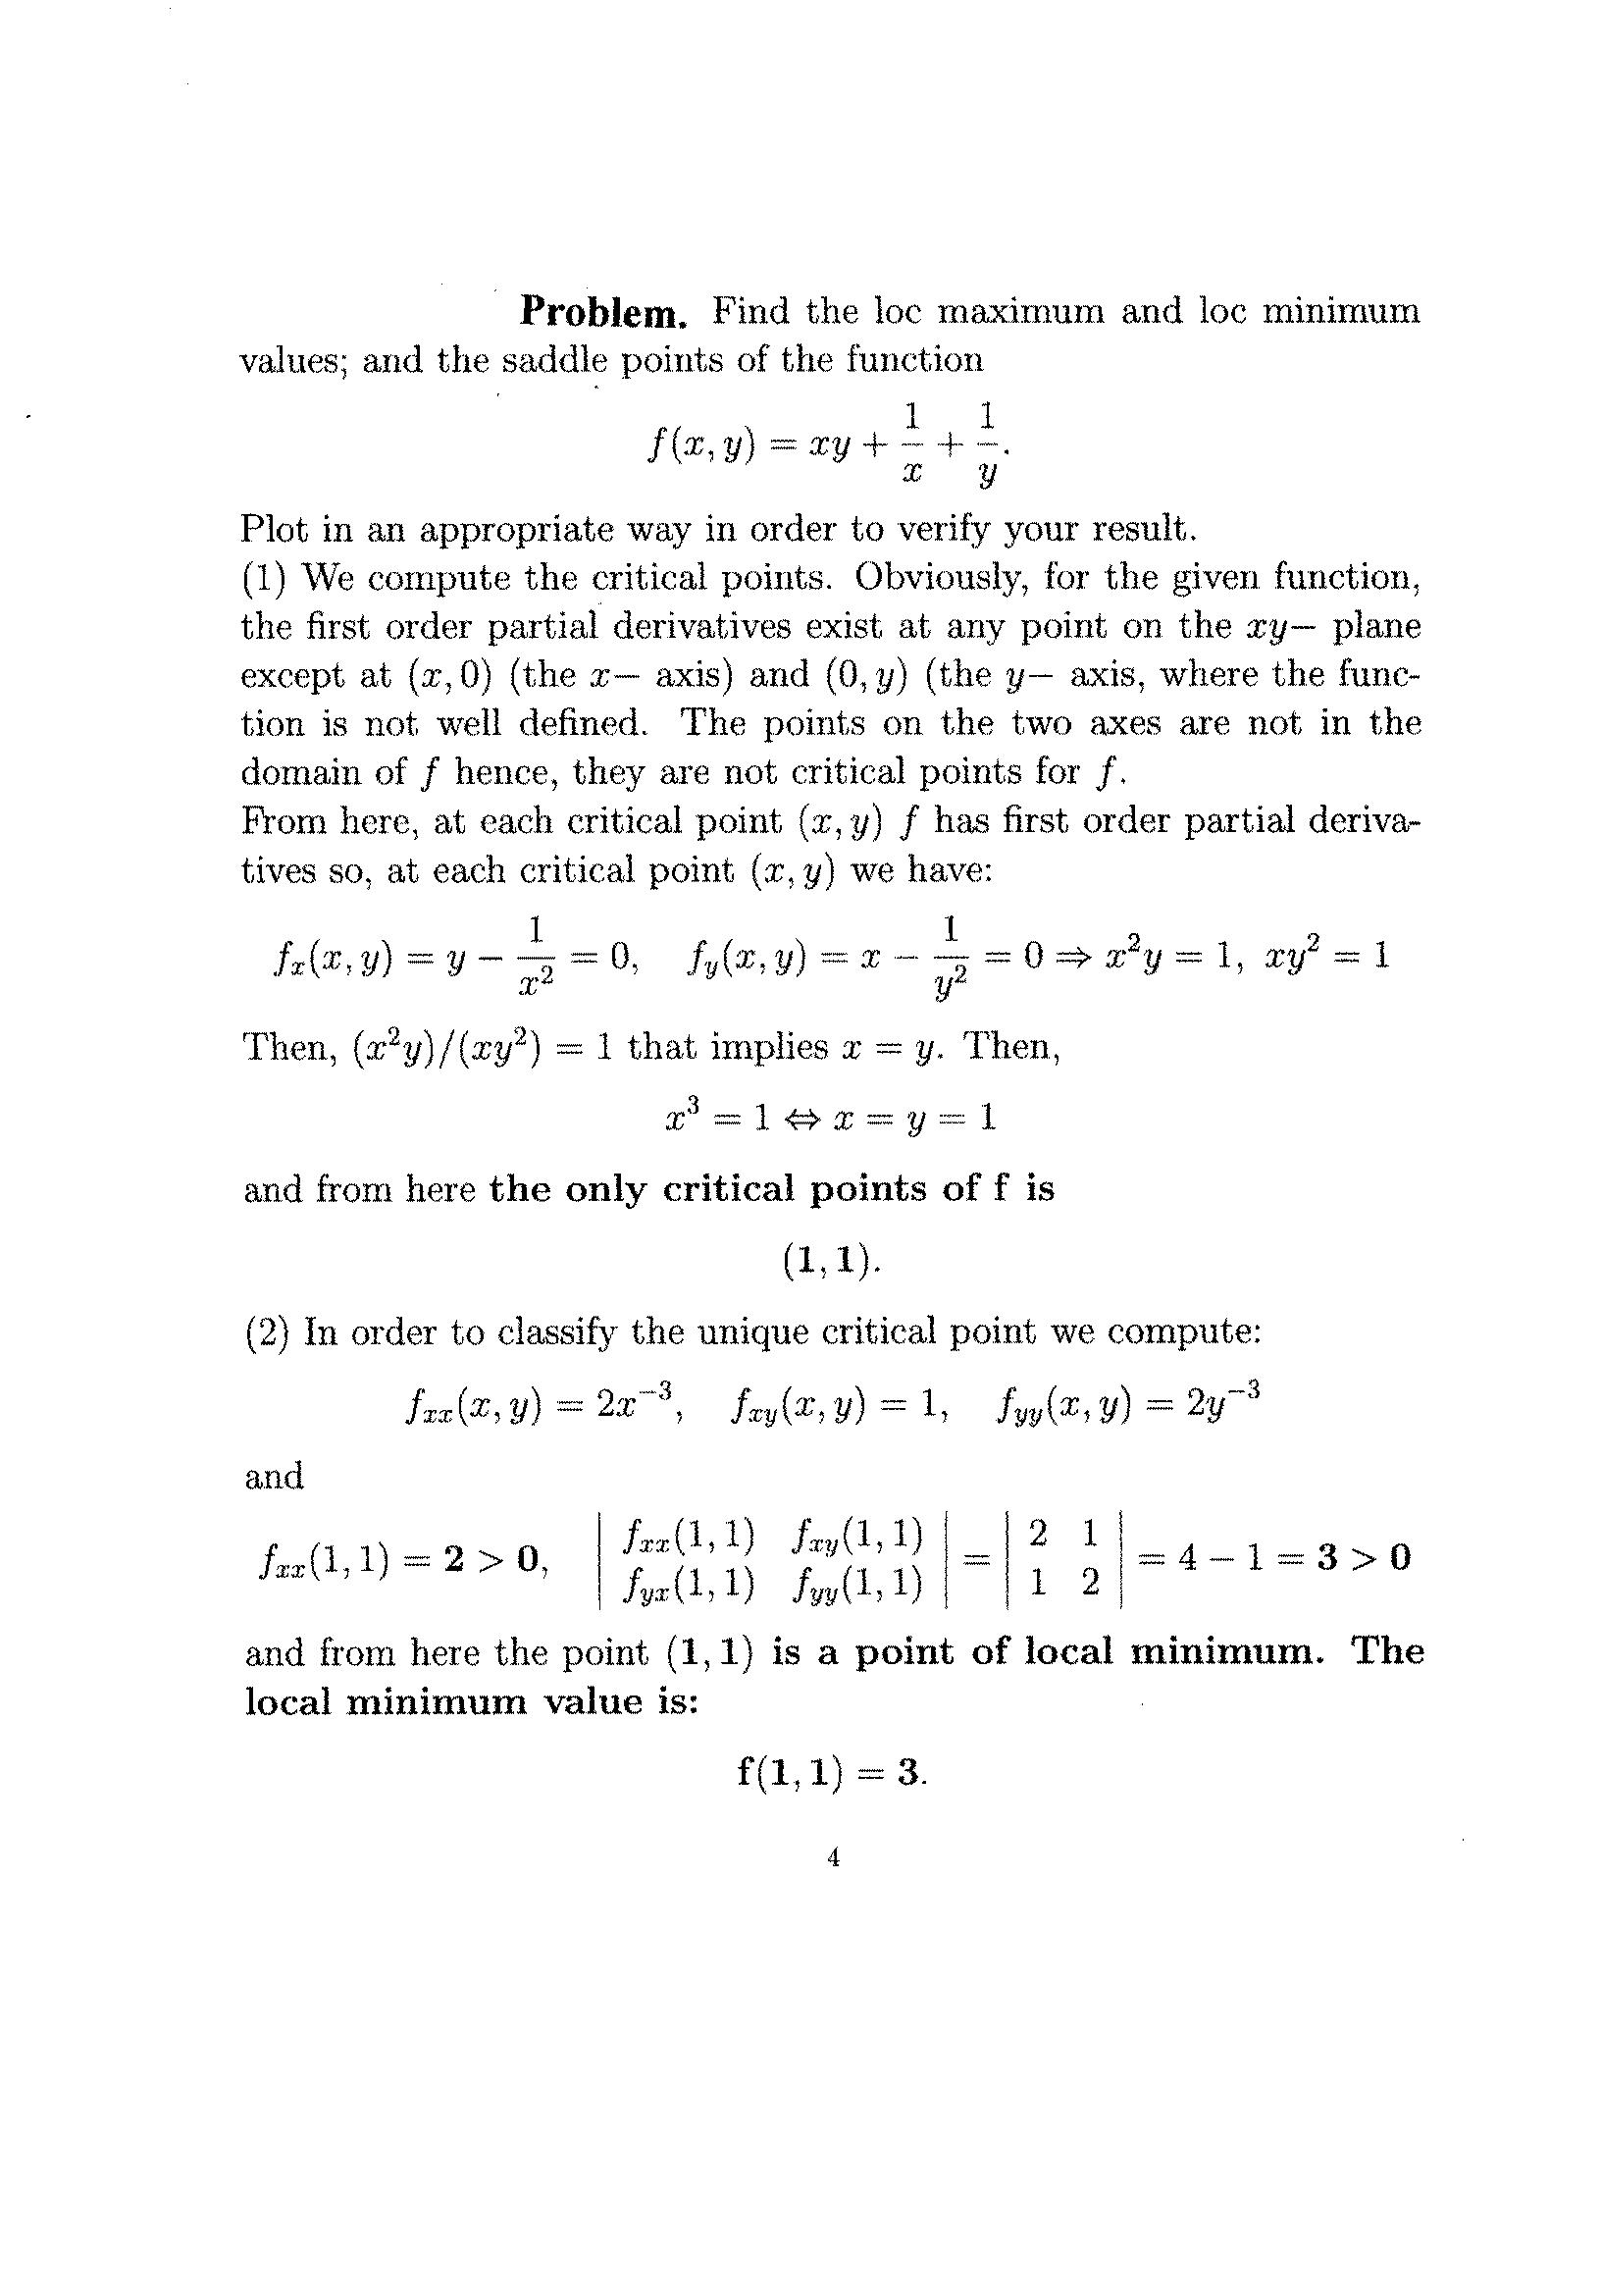 Problem. Find the loc maximum and loc minimum
values; and the saddle points of the function
f(x, y) = xy + 1/x + 1/y.
Plot in an appropriate way in order to verify your result.
(1) We compute the critical points. Obviously, for the given function,
the first order partial derivatives exist at any point on the xy− plane
except at (x, 0) (the x− axis) and (0, y) (the y− axis, where the func-
tion is not well defined. The points on the two axes are not in the
domain of f hence, they are not critical points for f.
From here, at each critical point (x, y) f has first order partial deriva-
tives so, at each critical point (x, y) we have:
fₓ(x, y) = y − 1/x² = 0, f_y(x, y) = x − 1/y² = 0 ⇒ x²y = 1, xy² = 1
Then, (x²y)/(xy²) = 1 that implies x = y. Then,
x³ = 1 ⇔ x = y = 1
and from here the only critical points of f is
(1, 1).
(2) In order to classify the unique critical point we compute:
f_xx(x, y) = 2x⁻³, f_xy(x, y) = 1, f_yy(x, y) = 2y⁻³
and
f_xx(1, 1) = 2 > 0, | f_xx(1, 1) f_xy(1, 1) f_yx(1, 1) f_yy(1, 1) | = | 2 1 1 2 | = 4 − 1 = 3 > 0
and from here the point (1, 1) is a point of local minimum. The
local minimum value is:
f(1, 1) = 3.
4